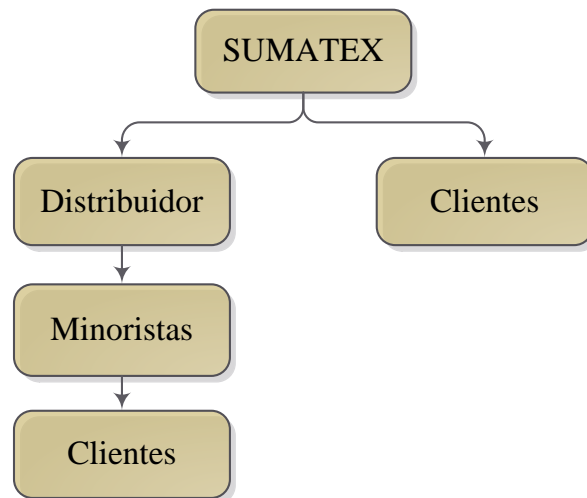 SUMATEX
Distribuidor
Clientes
Minoristas
Clientes